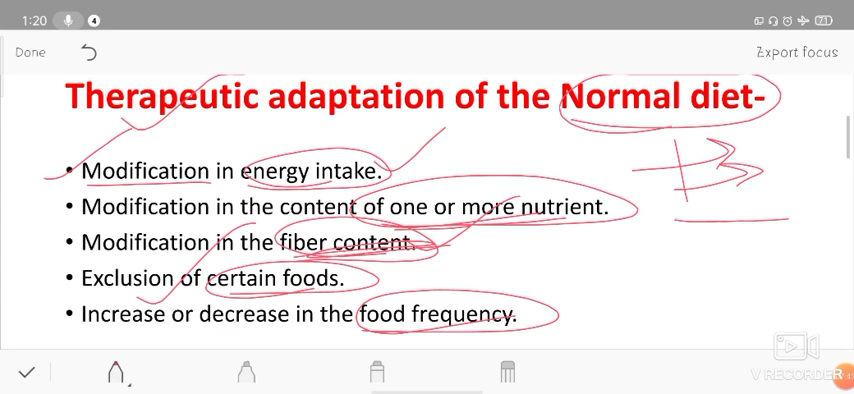 1:20
4
71
Done
Export focus
Therapeutic adaptation of the Normal diet-
• Modification in energy intake.
• Modification in the content of one or more nutrient.
• Modification in the fiber content.
• Exclusion of certain foods.
• Increase or decrease in the food frequency.
V RECORDER